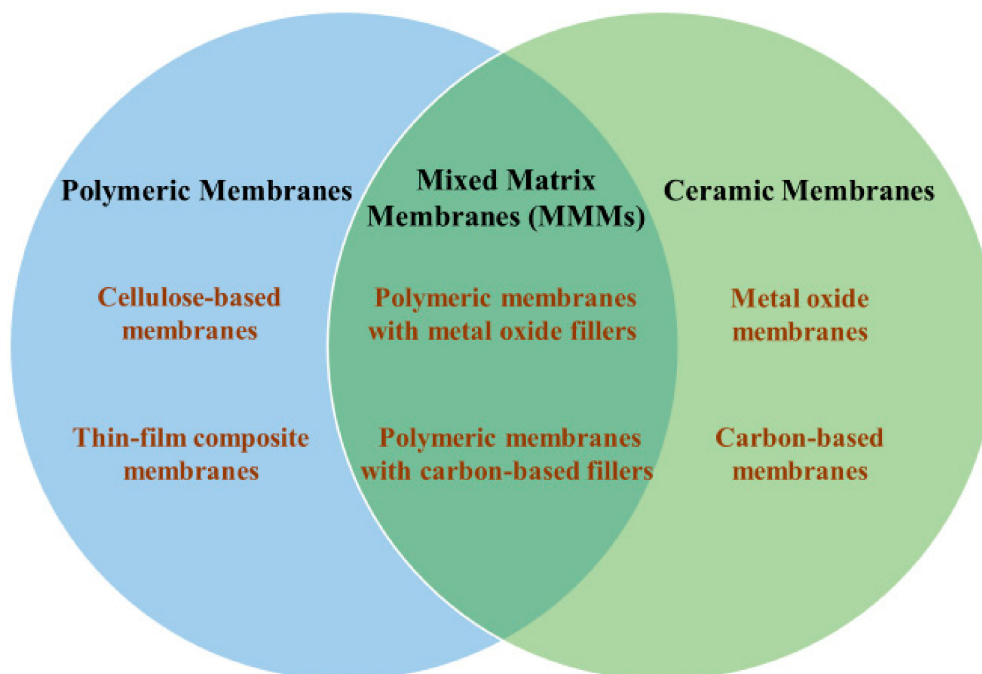 Polymeric Membranes
Cellulose-based
membranes
Thin-film composite
membranes
Mixed Matrix
Membranes (MMMs)
Polymeric membranes
with metal oxide fillers
Polymeric membranes
with carbon-based fillers
Ceramic Membranes
Metal oxide
membranes
Carbon-based
membranes